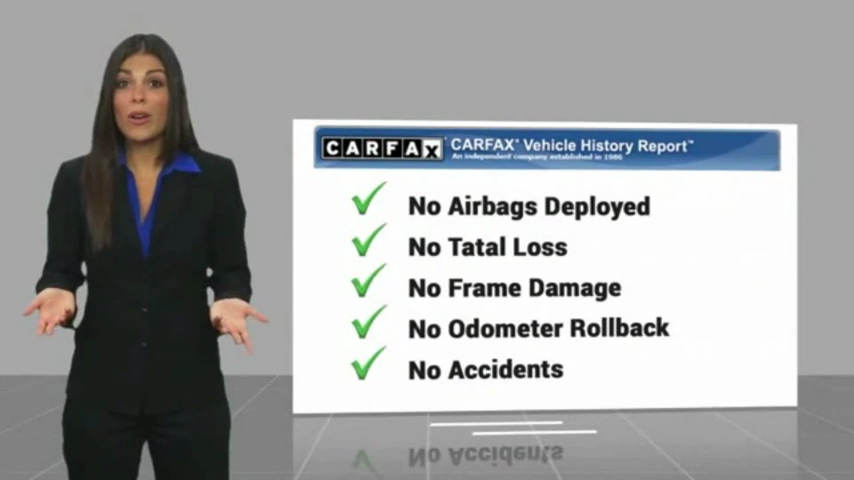 CARFAX CARFAX® Vehicle History Report™
An independent company established in 1986
No Airbags Deployed
No Tatal Loss
No Frame Damage
No Odometer Rollback
No Accidents
No Accidents